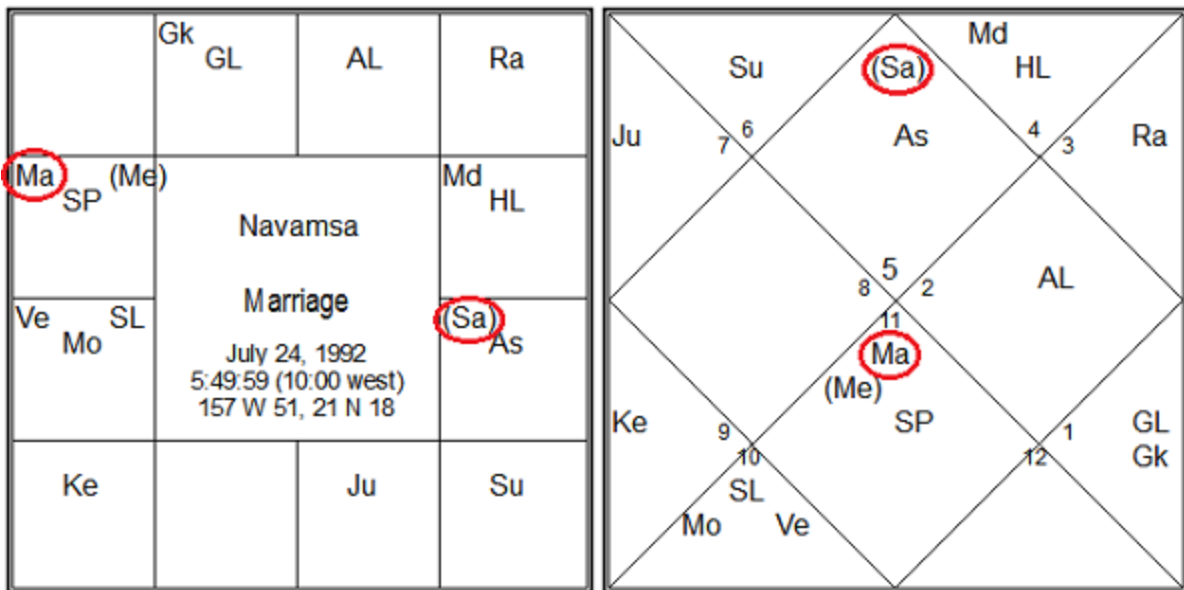 Gk
GL
AL
Ra
Ma
SP
(Me)
Md
HL
Navamsa
Marriage
July 24, 1992
5:49:59 (10:00 west)
157 W 51, 21 N 18
Ve
SL
Mo
(Sa)
As
Ke
Ju
Su
Md
Su
(Sa)
HL
Ju
7
6
As
4
3
Ra
5
8
2
AL
11
Ma
(Me)
Ke
9
SP
1
GL
10
12
Gk
SL
Mo
Ve